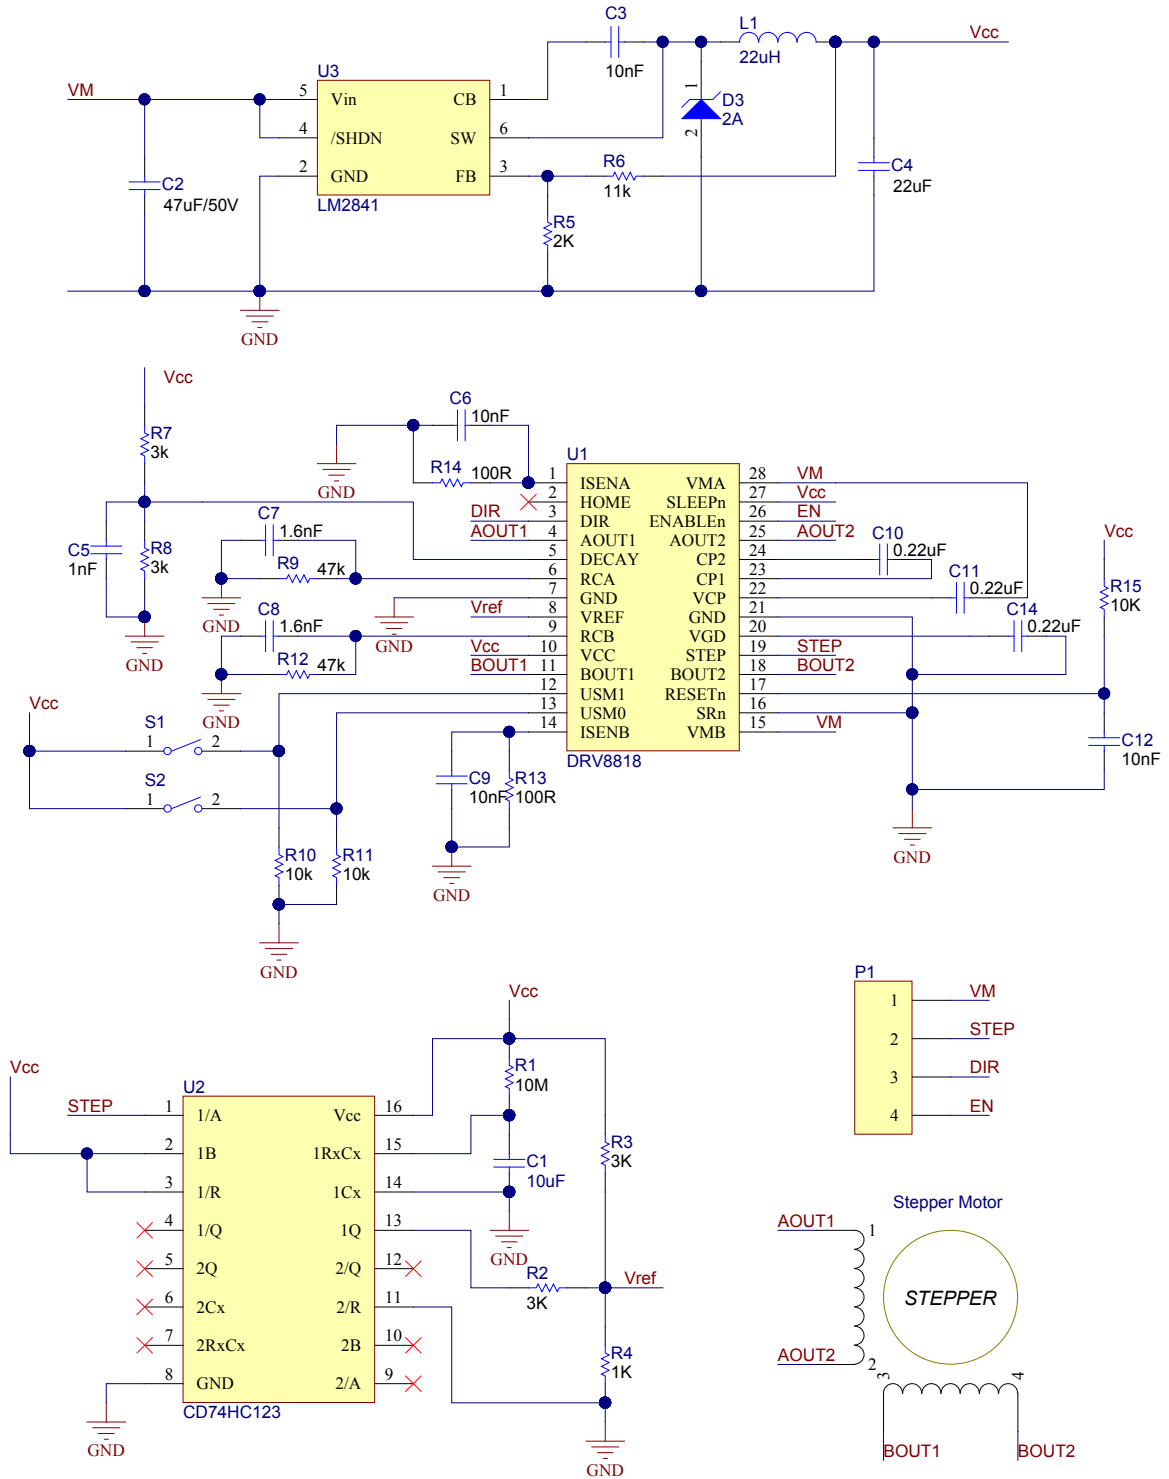 C3
10nF
L1
22uH
Vcc
VM
U3
5 Vin CB 1
4 /SHDN SW 6
2 GND FB 3
LM2841
C2
47uF/50V
1
D3
2A
2
R6
11k
R5
2K
C4
22uF
GND
Vcc
R7
3k
C5
1nF
R8
3k
GND
C6
10nF
R14 100R
GND
C7
1.6nF
R9 47k
GND
C8
1.6nF
R12 47k
GND
GND
U1
1 ISENA VMA 28 VM
2 HOME SLEEPn 27 Vcc
DIR 3 DIR ENABLEn 26 EN
AOUT1 4 AOUT1 AOUT2 25 AOUT2
5 DECAY CP2 24
6 RCA CP1 23
7 GND VCP 22
Vref 8 VREF GND 21
9 RCB VGD 20
Vcc 10 VCC STEP 19 STEP
BOUT1 11 BOUT1 BOUT2 18 BOUT2
12 USM1 RESETn 17
13 USM0 SRn 16
14 ISENB VMB 15 VM
DRV8818
C10
0.22uF
C11
0.22uF
C14
0.22uF
Vcc
R15
10K
C12
10nF
GND
Vcc
S1
1 2
S2
1 2
R10
10k
R11
10k
GND
C9
10nF
R13
100R
GND
Vcc
Vcc
U2
STEP 1 1/A Vcc 16
2 1B 1RxCx 15
3 1/R 1Cx 14
4 1/Q 1Q 13
5 2Q 2/Q 12
6 2Cx 2/R 11
7 2RxCx 2B 10
8 GND 2/A 9
CD74HC123
GND
R1
10M
C1
10uF
GND
R3
3K
R2
3K
Vref
R4
1K
GND
P1
1 VM
2 STEP
3 DIR
4 EN
Stepper Motor
AOUT1 1
STEPPER
AOUT2 2
3 4
BOUT1 BOUT2